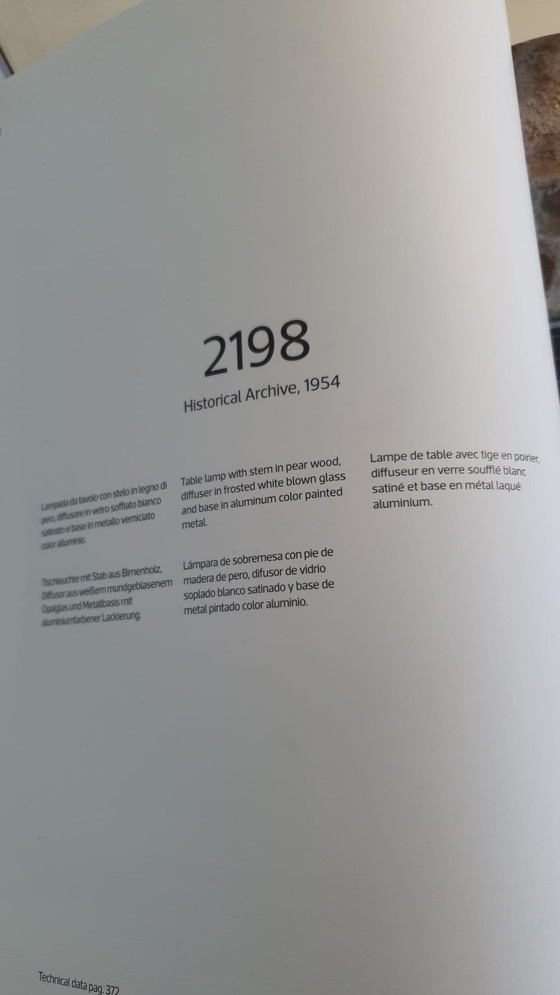 2198
Historical Archive, 1954
Lampada da tavolo con stelo in legno di
pero, diffusore in vetro soffiato bianco
satinato e base in metallo verniciato
color alluminio.
Table lamp with stem in pear wood,
diffuser in frosted white blown glass
and base in aluminum color painted
metal.
Lampe de table avec tige en poirier,
diffuseur en verre soufflé blanc
satiné et base en métal laqué
aluminium.
Tischleuchte mit Stab aus Birnenholz,
Diffusor aus weißem mundgeblasenem
Opalglas und Metallbasis mit
aluminiumfarbener Lackierung.
Lámpara de sobremesa con pie de
madera de pero, difusor de vidrio
soplado blanco satinado y base de
metal pintado color aluminio.
Technical data pag. 372